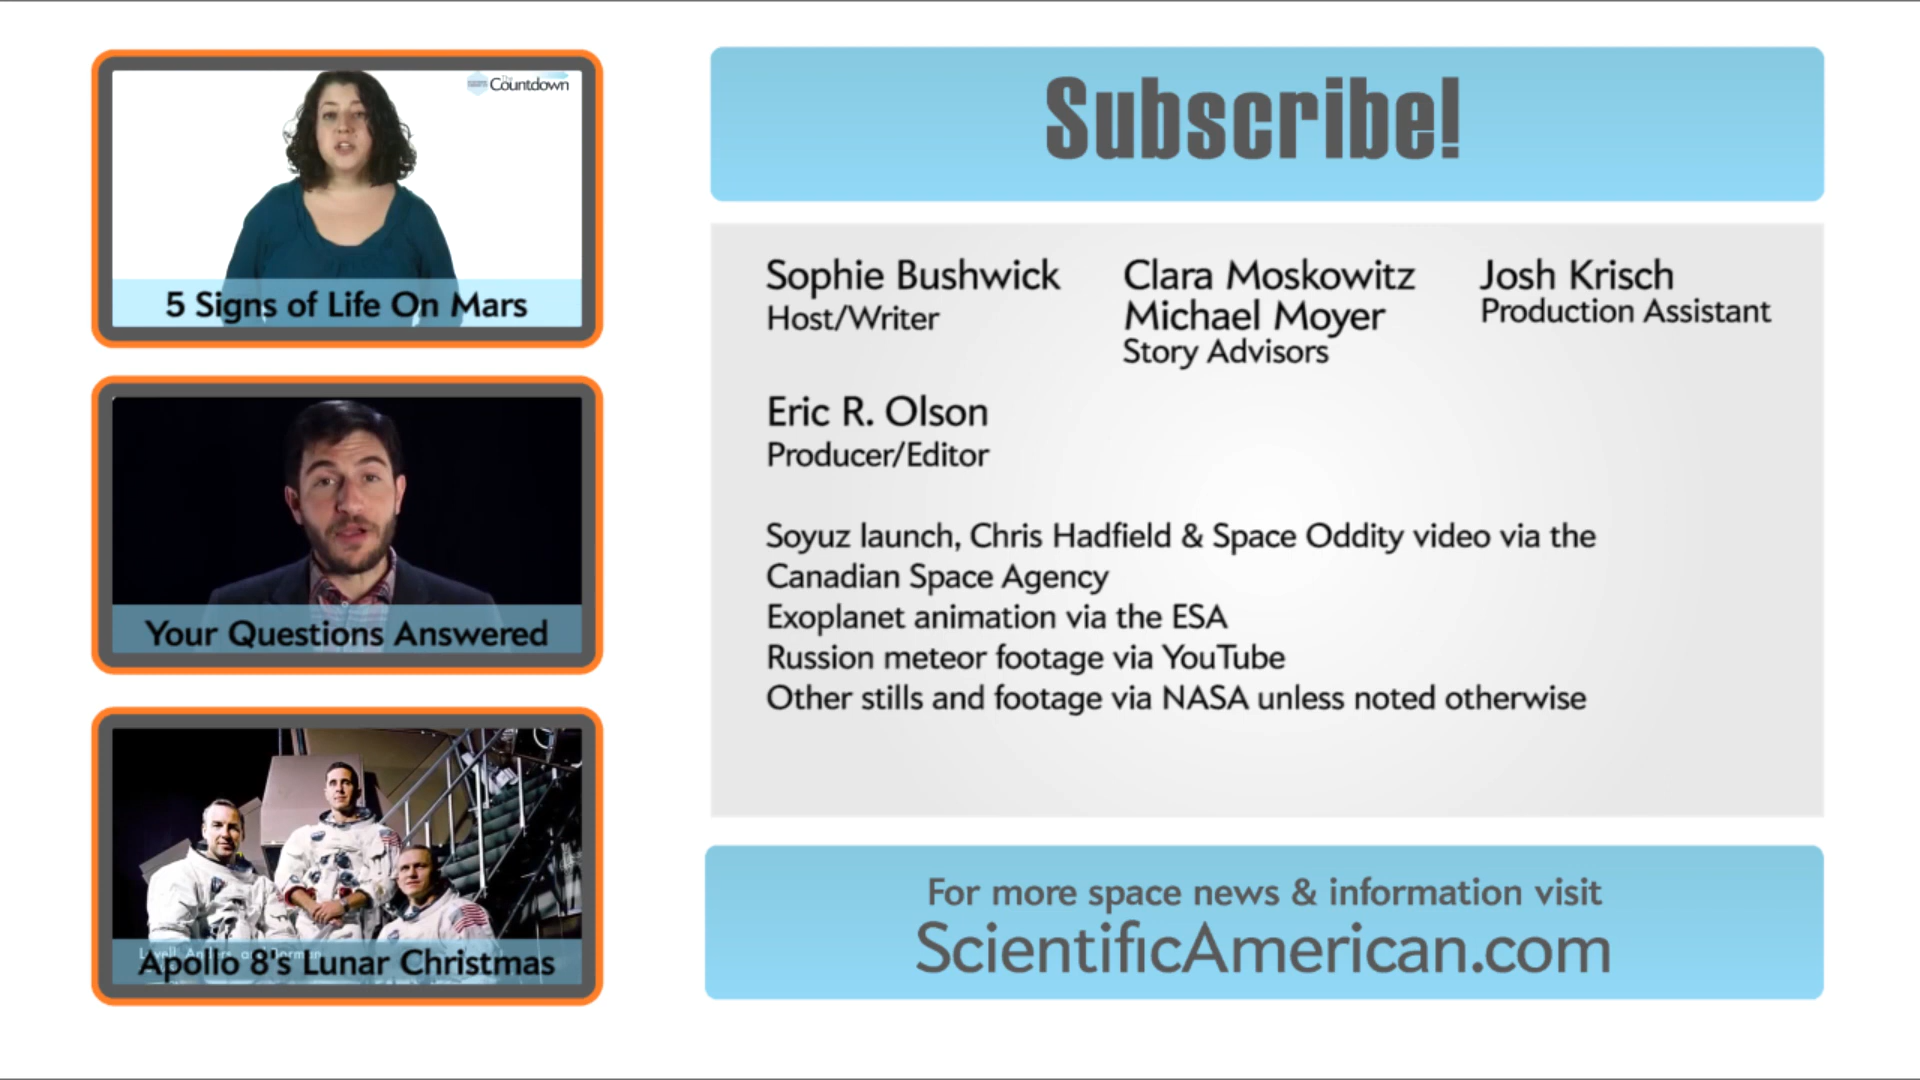 The
Countdown
5 Signs of Life On Mars
Your Questions Answered
Apollo 8's Lunar Christmas
Subscribe!
Sophie Bushwick
Host/Writer
Clara Moskowitz
Michael Moyer
Story Advisors
Josh Krisch
Production Assistant
Eric R. Olson
Producer/Editor
Soyuz launch, Chris Hadfield & Space Oddity video via the
Canadian Space Agency
Exoplanet animation via the ESA
Russion meteor footage via YouTube
Other stills and footage via NASA unless noted otherwise
For more space news & information visit
ScientificAmerican.com